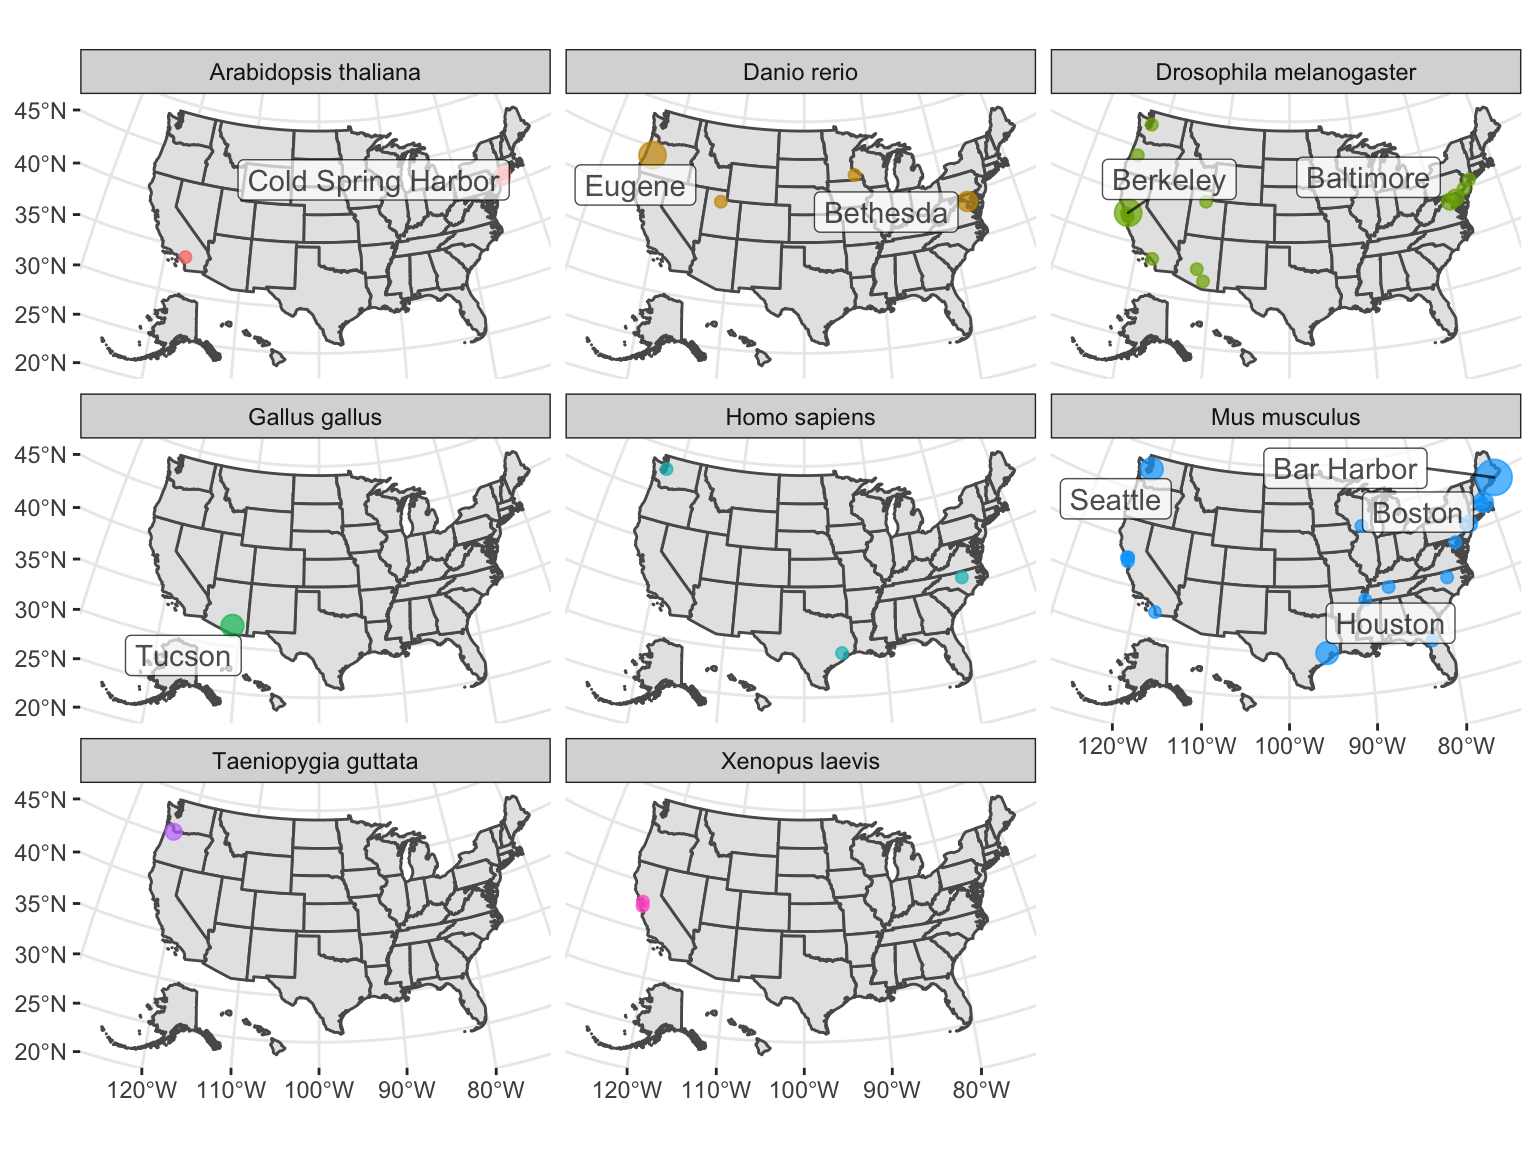 Arabidopsis thaliana
Danio rerio
Drosophila melanogaster
45°N
40°N
35°N
30°N
25°N
20°N
Cold Spring Harbor
Eugene
Bethesda
Berkeley
Baltimore
Gallus gallus
Homo sapiens
Mus musculus
45°N
40°N
35°N
30°N
25°N
20°N
Tucson
Bar Harbor
Seattle
Boston
Houston
120°W 110°W 100°W 90°W 80°W
Taeniopygia guttata
Xenopus laevis
45°N
40°N
35°N
30°N
25°N
20°N
120°W 110°W 100°W 90°W 80°W
120°W 110°W 100°W 90°W 80°W